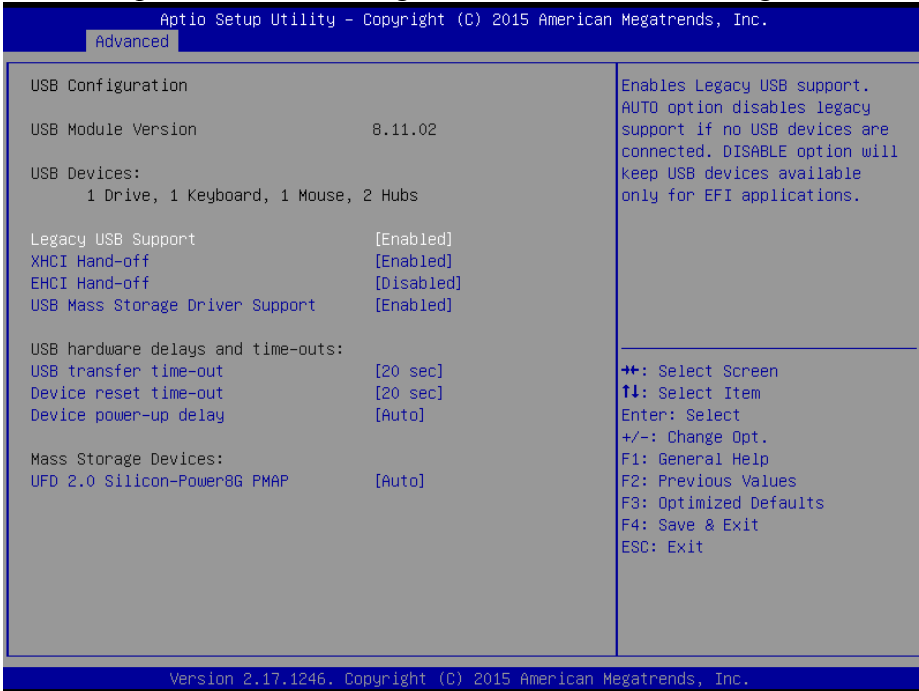 Aptio Setup Utility – Copyright (C) 2015 American Megatrends, Inc.
Advanced
USB Configuration
USB Module Version 8.11.02
USB Devices:
1 Drive, 1 Keyboard, 1 Mouse, 2 Hubs
Legacy USB Support [Enabled]
XHCI Hand-off [Enabled]
EHCI Hand-off [Disabled]
USB Mass Storage Driver Support [Enabled]
USB hardware delays and time-outs:
USB transfer time-out [20 sec]
Device reset time-out [20 sec]
Device power-up delay [Auto]
Mass Storage Devices:
UFD 2.0 Silicon-Power8G PMAP [Auto]
Enables Legacy USB support.
AUTO option disables legacy
support if no USB devices are
connected. DISABLE option will
keep USB devices available
only for EFI applications.
→←: Select Screen
↑↓: Select Item
Enter: Select
+/-: Change Opt.
F1: General Help
F2: Previous Values
F3: Optimized Defaults
F4: Save & Exit
ESC: Exit
Version 2.17.1246. Copyright (C) 2015 American Megatrends, Inc.